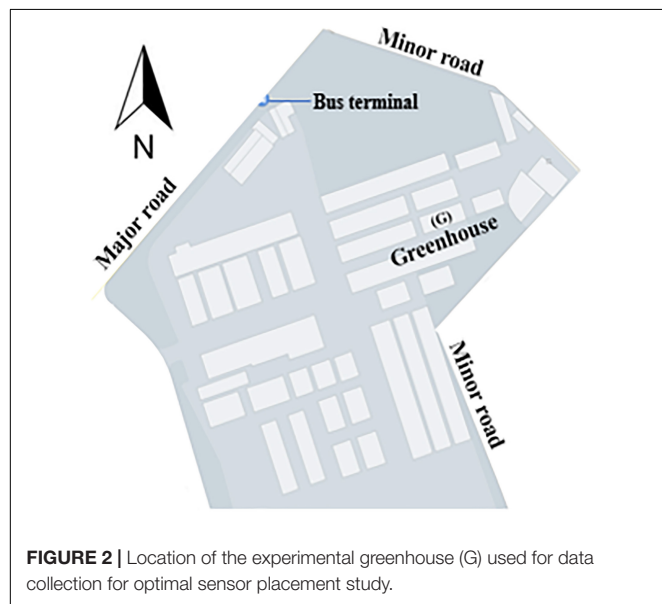 Minor road
Bus terminal
N
Major road
(G)
Greenhouse
Minor road
FIGURE 2 | Location of the experimental greenhouse (G) used for data
collection for optimal sensor placement study.